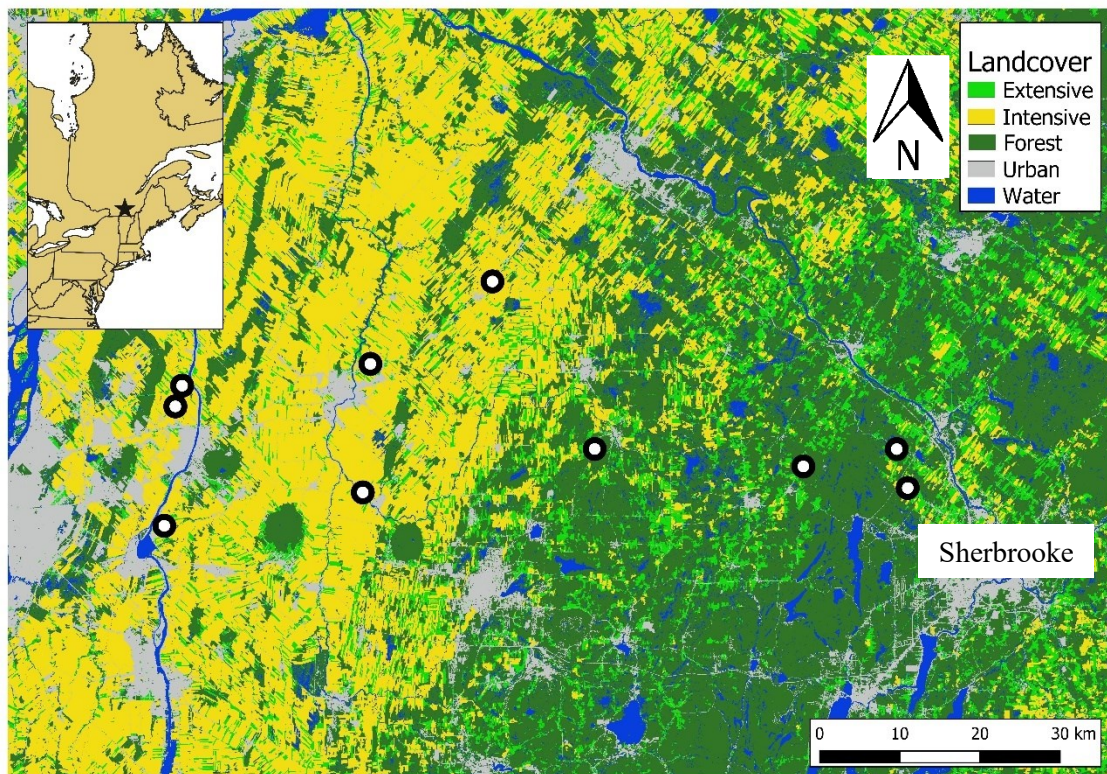 Landcover
Extensive
Intensive
Forest
Urban
Water
N
Sherbrooke
0 10 20 30 km